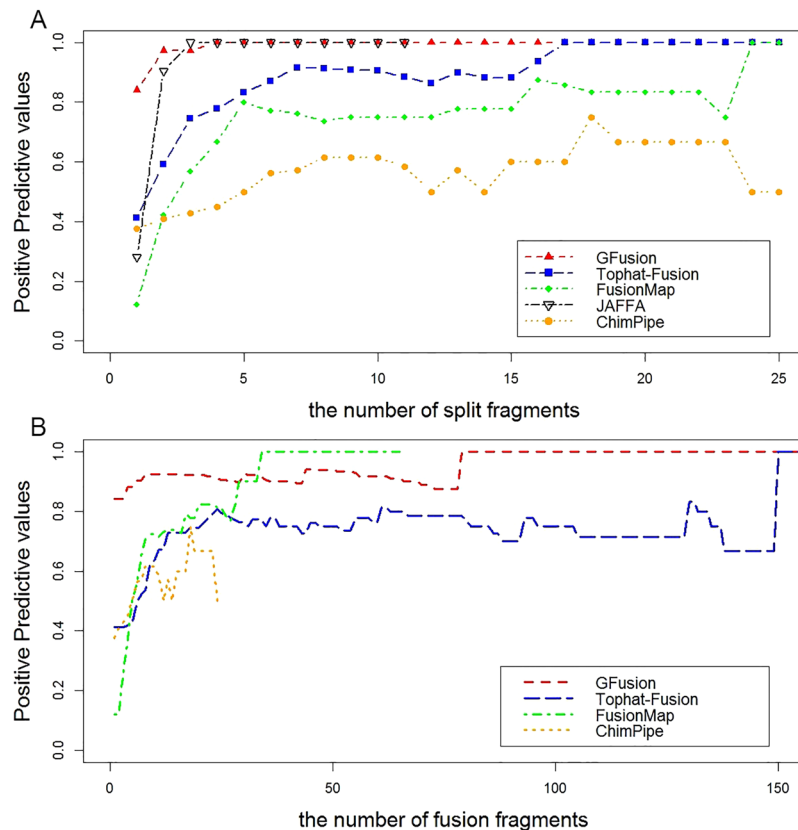 A
Positive Predictive values
1.0
0.8
0.6
0.4
0.2
0.0
GFusion
Tophat-Fusion
FusionMap
JAFFA
ChimPipe
0 5 10 15 20 25
the number of split fragments
B
Positive Predictive values
1.0
0.8
0.6
0.4
0.2
0.0
GFusion
Tophat-Fusion
FusionMap
ChimPipe
0 50 100 150
the number of fusion fragments